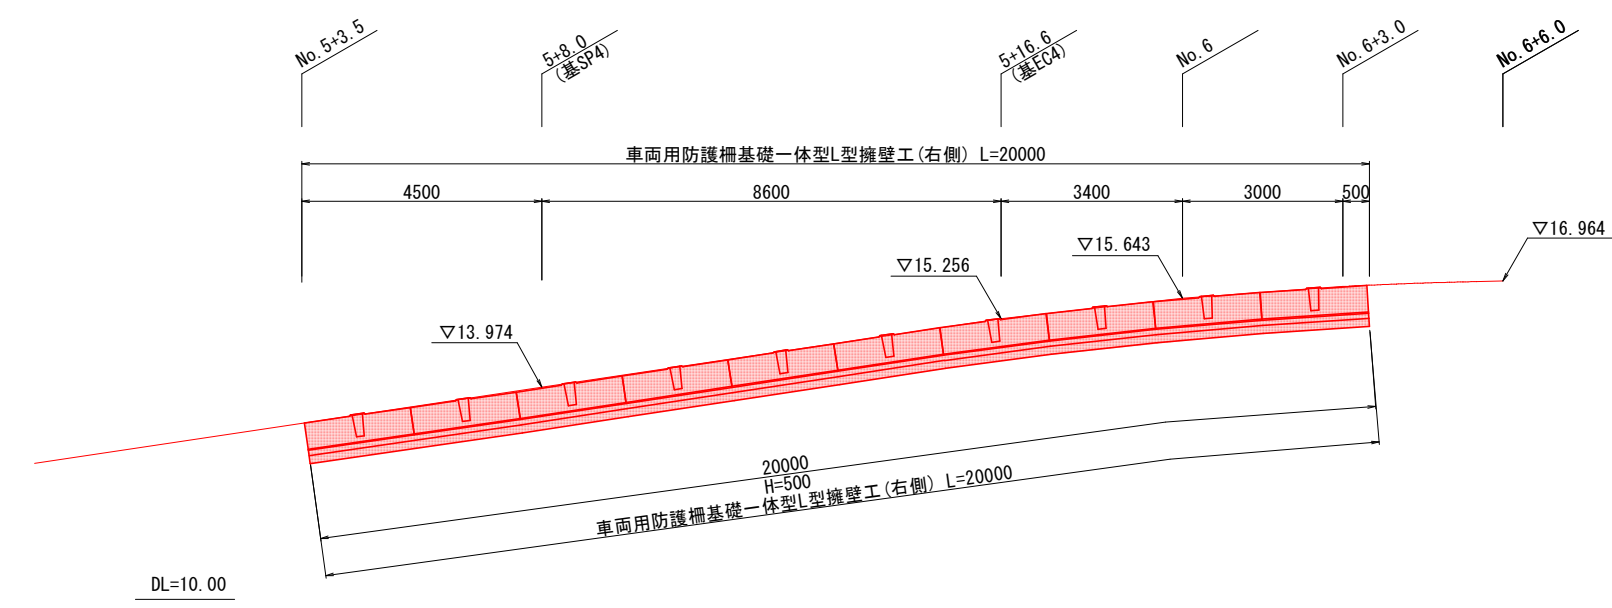 No.5+3.5
5+8.0
(基SP4)
5+16.6
(基EC4)
No.6
No.6+3.0
No.6+6.0
車両用防護柵基礎一体型L型擁壁工(右側) L=20000
4500
8600
3400
3000
500
▽16.964
▽15.643
▽15.256
▽13.974
20000
H=500
車両用防護柵基礎一体型L型擁壁工(右側) L=20000
DL=10.00